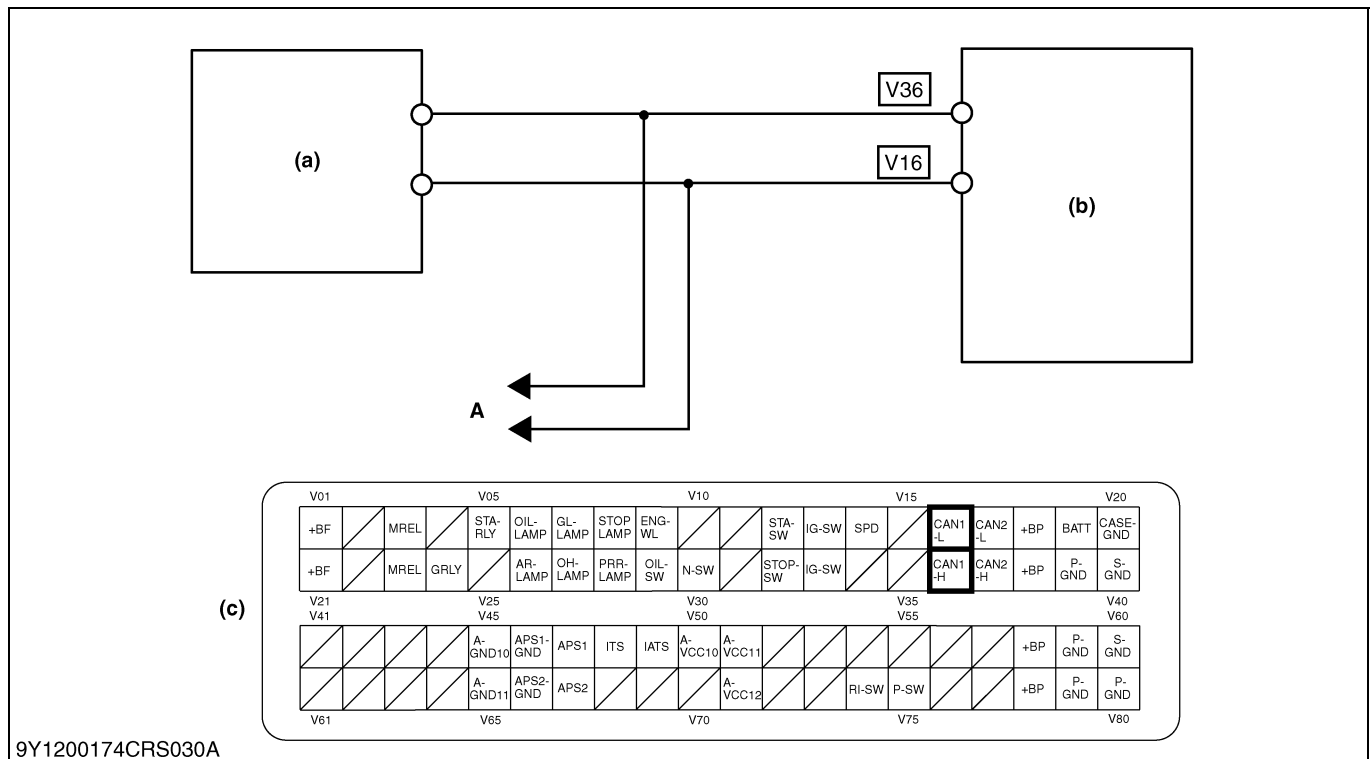 V36
(a)
V16
(b)
A
(c)
V01 V05 V10 V15 V20
+BF MREL STA-RLY OIL-LAMP GL-LAMP STOP LAMP ENG-WL STA-SW IG-SW SPD CAN1-L CAN2-L +BP BATT CASE-GND
+BF MREL GRLY AR-LAMP OH-LAMP PRR-LAMP OIL-SW N-SW STOP-SW IG-SW CAN1-H CAN2-H +BP P-GND S-GND
V21 V25 V30 V35 V40
V41 V45 V50 V55 V60
A-GND10 APS1-GND APS1 ITS IATS A-VCC10 A-VCC11 +BP P-GND S-GND
A-GND11 APS2-GND APS2 A-VCC12 RI-SW P-SW +BP P-GND P-GND
V61 V65 V70 V75 V80
9Y1200174CRS030A